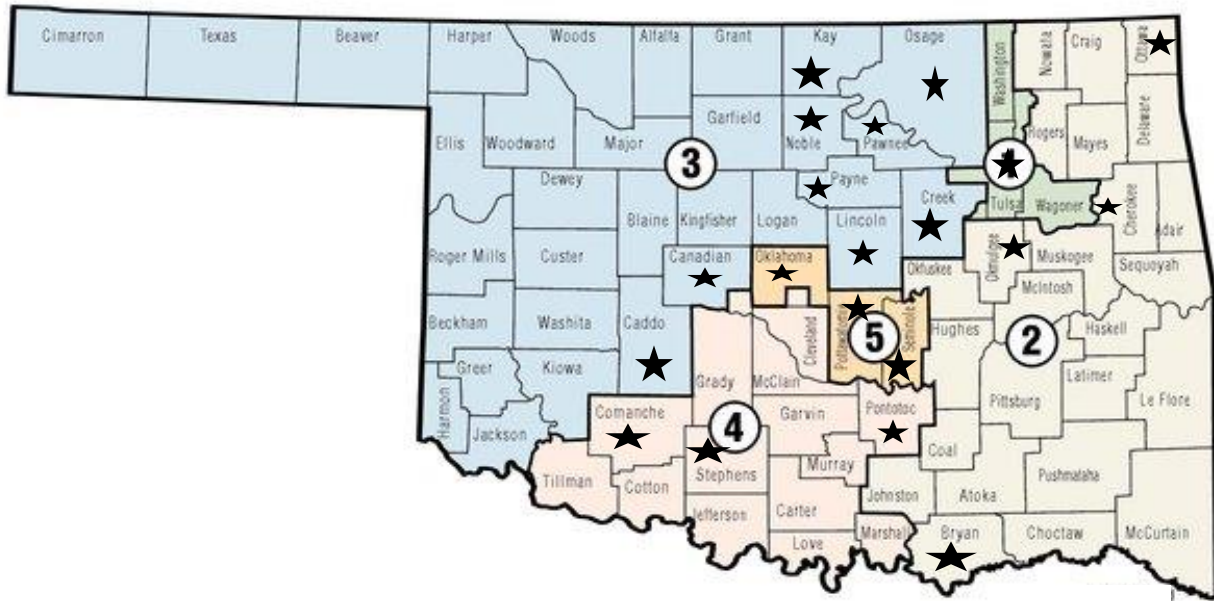 Cimarron
Texas
Beaver
Harper
Woods
Alfalfa
Grant
Kay
Osage
Washington
Nowata
Craig
Ottawa
Ellis
Woodward
Major
Garfield
Noble
Pawnee
Rogers
Mayes
Delaware
3
1
Dewey
Blaine
Kingfisher
Logan
Payne
Creek
Tulsa
Wagoner
Cherokee
Adair
Lincoln
Roger Mills
Custer
Canadian
Oklahoma
Okfuskee
Okmulgee
Muskogee
Sequoyah
McIntosh
Beckham
Washita
Caddo
Cleveland
Pottawatomie
5
Seminole
Hughes
2
Haskell
Greer
Kiowa
Grady
McClain
Latimer
Harmon
Jackson
Comanche
4
Garvin
Pontotoc
Pittsburg
Le Flore
Tillman
Cotton
Stephens
Murray
Coal
Johnston
Atoka
Pushmataha
Jefferson
Carter
Love
Marshall
Bryan
Choctaw
McCurtain